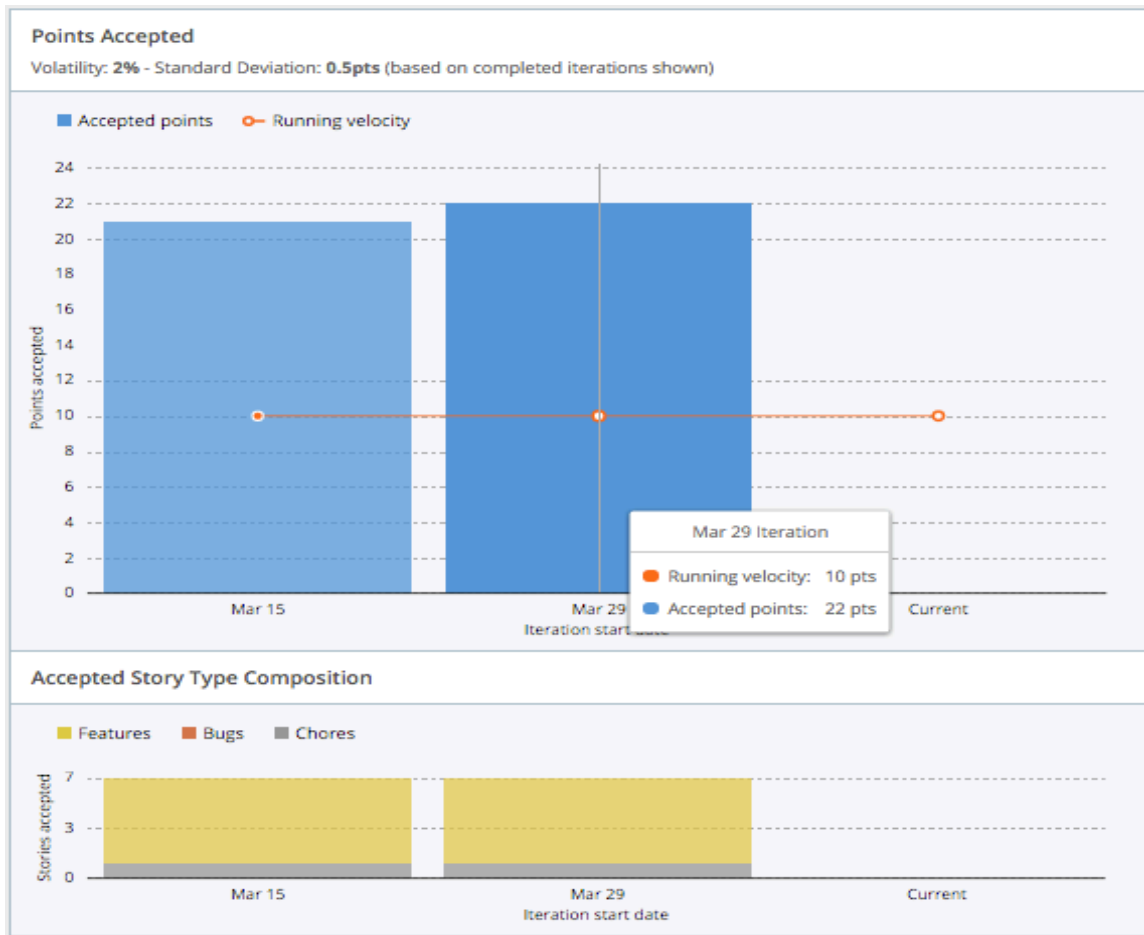 Points Accepted
Volatility: 2% - Standard Deviation: 0.5pts (based on completed iterations shown)
Accepted points Running velocity
24
22
20
18
16
14
12
10
8
6
4
2
0
Points accepted
Mar 15 Mar 29 Current
Iteration start date
Mar 29 Iteration
Running velocity: 10 pts
Accepted points: 22 pts
Accepted Story Type Composition
Features Bugs Chores
7
3
0
Stories accepted
Mar 15 Mar 29 Current
Iteration start date